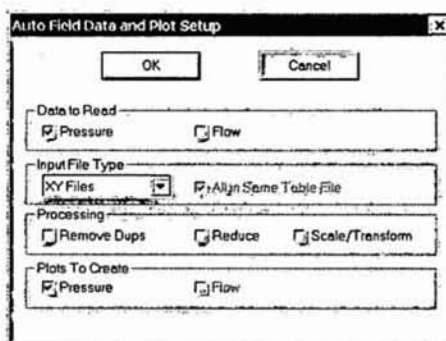 Auto Field Data and Plot Setup
OK Cancel
Data to Read
Pressure Flow
Input File Type
XY Files Align Same Table File
Processing
Remove Dups Reduce Scale/Transform
Plots To Create
Pressure Flow